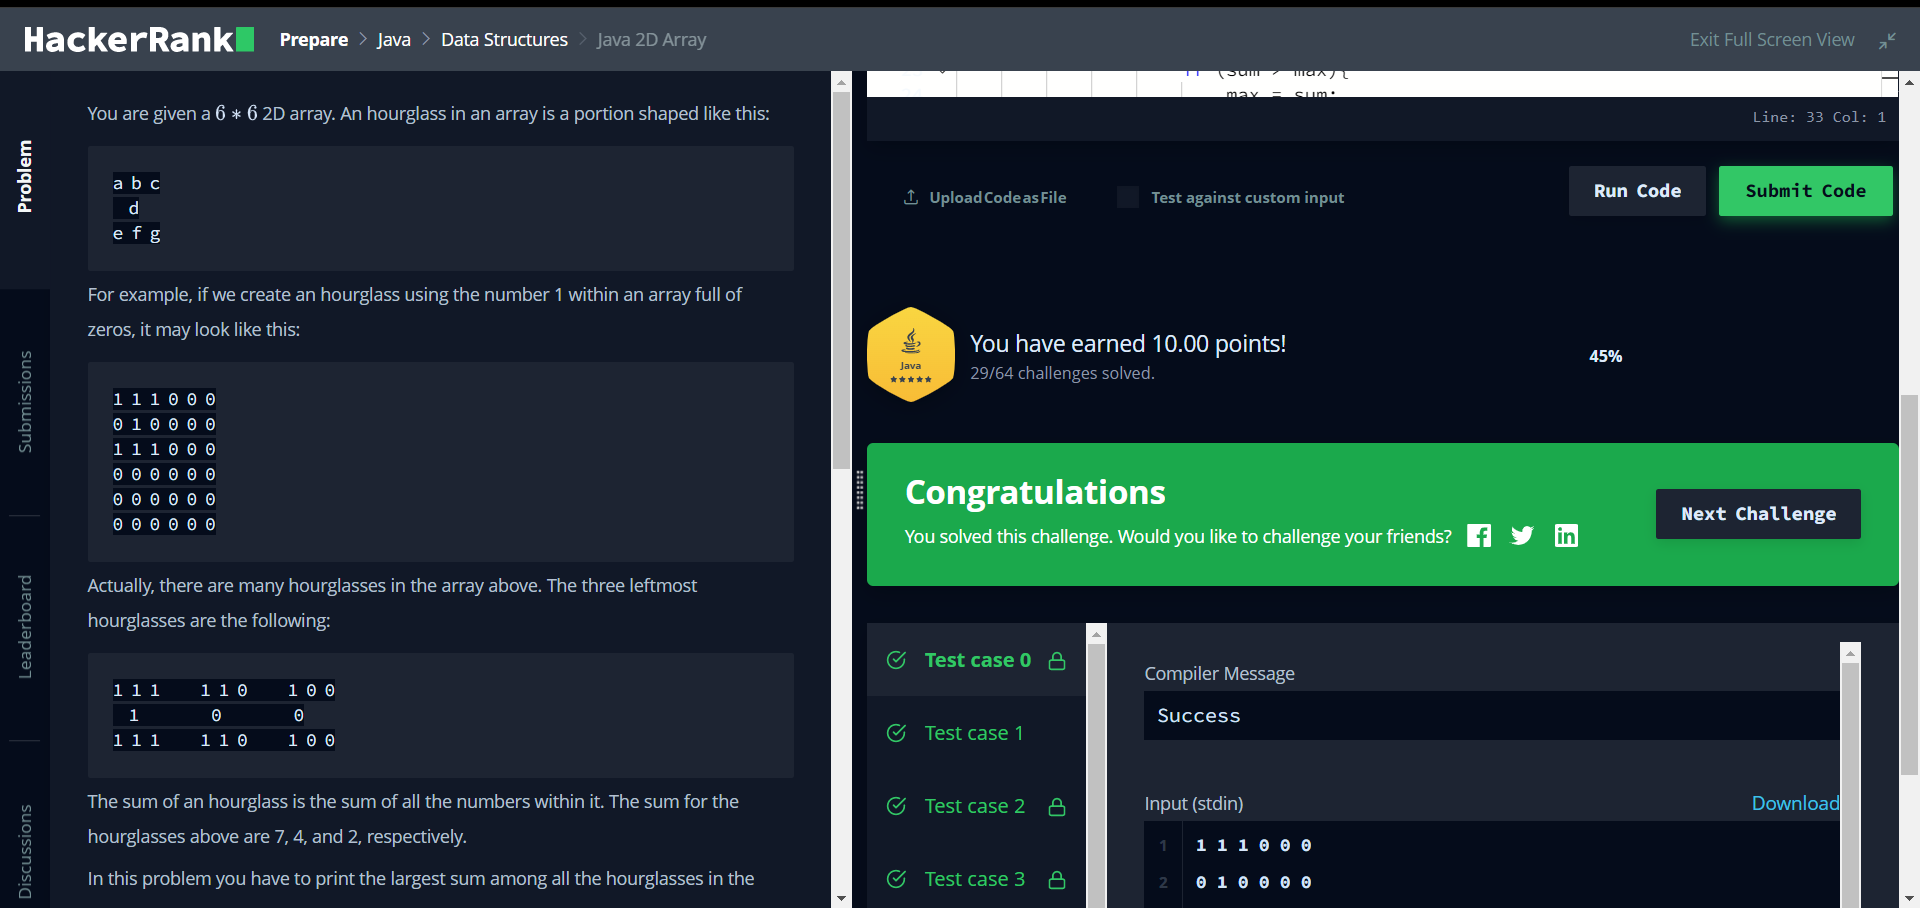 HackerRank Prepare > Java > Data Structures > Java 2D Array Exit Full Screen View
Problem
Submissions
Leaderboard
Discussions
You are given a 6 * 6 2D array. An hourglass in an array is a portion shaped like this:
a b c
d
e f g
For example, if we create an hourglass using the number 1 within an array full of
zeros, it may look like this:
1 1 1 0 0 0
0 1 0 0 0 0
1 1 1 0 0 0
0 0 0 0 0 0
0 0 0 0 0 0
0 0 0 0 0 0
Actually, there are many hourglasses in the array above. The three leftmost
hourglasses are the following:
1 1 1 1 1 0 1 0 0
1 0 0
1 1 1 1 1 0 1 0 0
The sum of an hourglass is the sum of all the numbers within it. The sum for the
hourglasses above are 7, 4, and 2, respectively.
In this problem you have to print the largest sum among all the hourglasses in the
(sum > max){
max = sum;
Line: 33 Col: 1
Upload Code as File Test against custom input Run Code Submit Code
Java
You have earned 10.00 points!
29/64 challenges solved.
45%
Congratulations
You solved this challenge. Would you like to challenge your friends?
Next Challenge
Test case 0
Test case 1
Test case 2
Test case 3
Compiler Message
Success
Input (stdin) Download
1 1 1 1 0 0 0
2 0 1 0 0 0 0